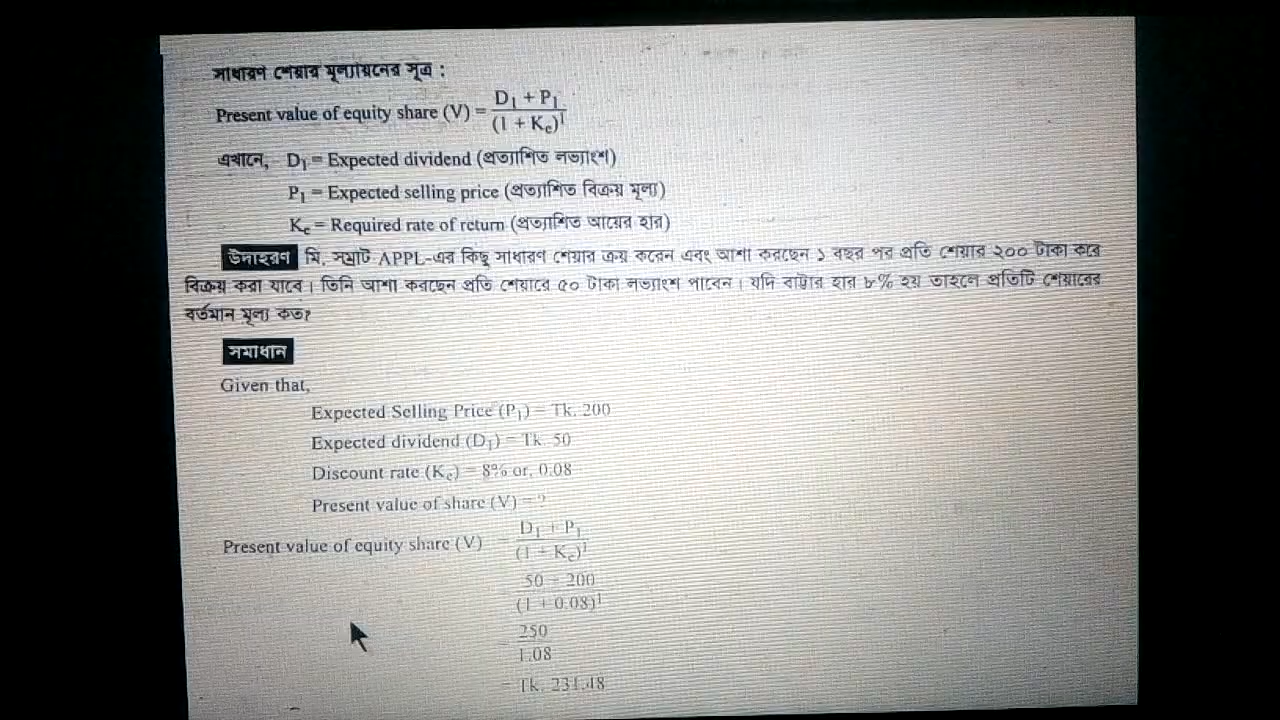 সাধারণ শেয়ার মূল্যায়নের সূত্র :
Present value of equity share (V) = D₁ + P₁ / (1 + Kₑ)¹
এখানে, D₁ = Expected dividend (প্রত্যাশিত লভ্যাংশ)
P₁ = Expected selling price (প্রত্যাশিত বিক্রয় মূল্য)
Kₑ = Required rate of return (প্রত্যাশিত আয়ের হার)
উদাহরণ মি. সম্রাট APPL-এর কিছু সাধারণ শেয়ার ক্রয় করেন এবং আশা করছেন ১ বছর পর প্রতি শেয়ার ২০০ টাকা করে
বিক্রয় করা যাবে। তিনি আশা করছেন প্রতি শেয়ারে ৫০ টাকা লভ্যাংশ পাবেন। যদি বাট্টার হার ৮% হয় তাহলে প্রতিটি শেয়ারের
বর্তমান মূল্য কত?
সমাধান
Given that,
Expected Selling Price (P₁) = Tk. 200
Expected dividend (D₁) = Tk. 50
Discount rate (Kₑ) = 8% or, 0.08
Present value of share (V) = ?
Present value of equity share (V) = D₁ + P₁ / (1 + Kₑ)¹
= 50 + 200 / (1 + 0.08)¹
= 250 / 1.08
= Tk. 231.48